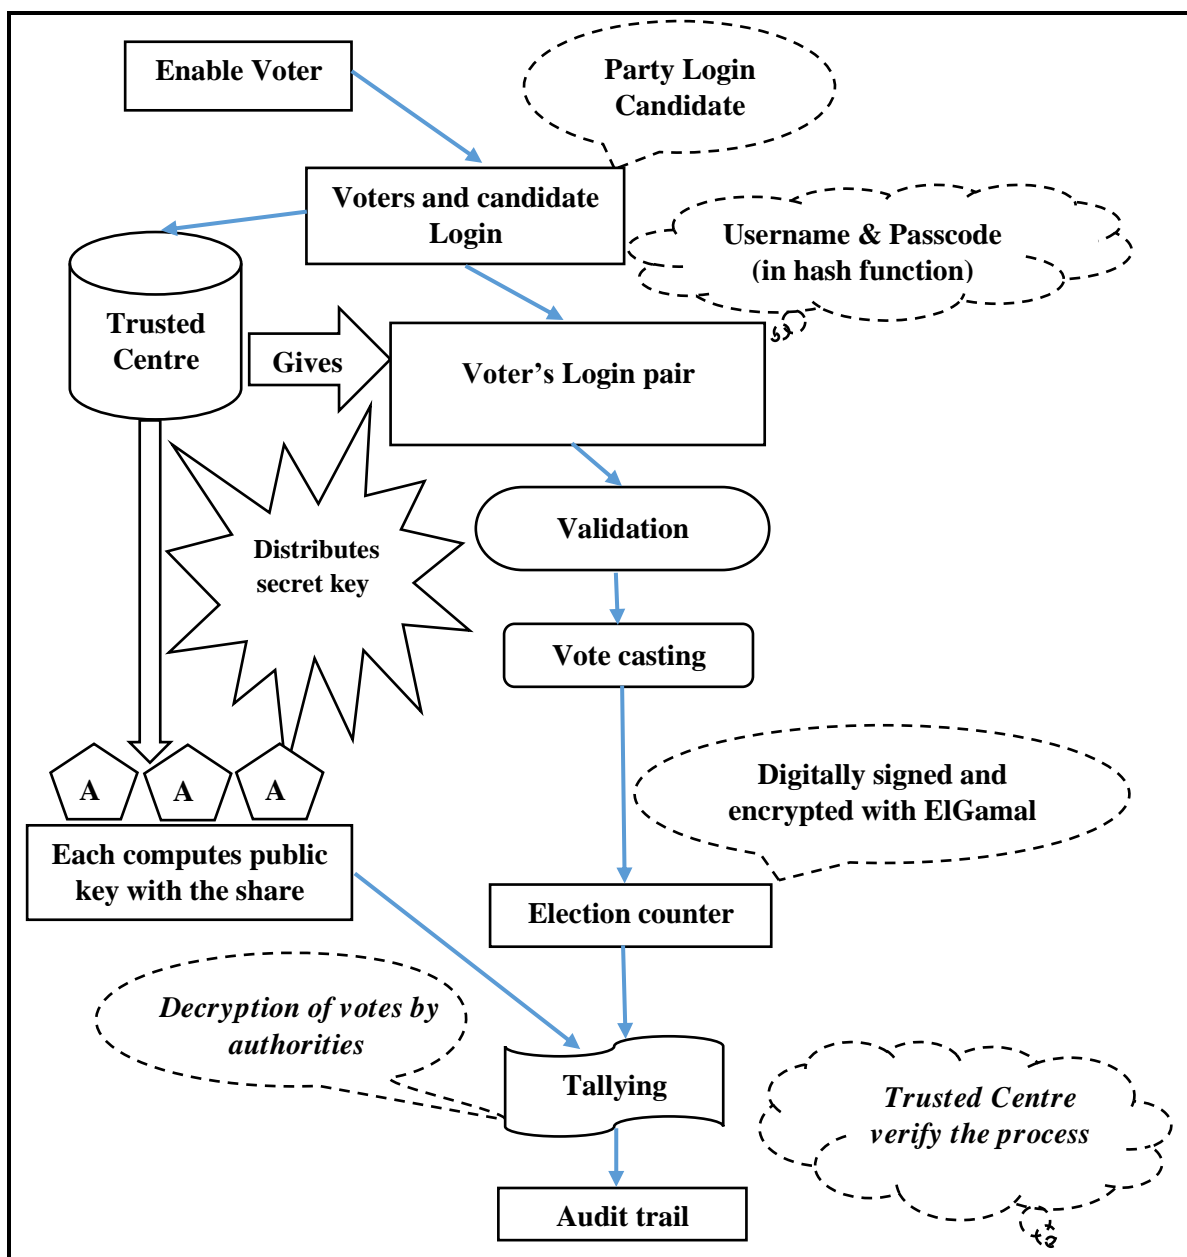 Enable Voter
Party Login
Candidate
Voters and candidate
Login
Username & Passcode
(in hash function)
Trusted
Centre
Gives
Voter’s Login pair
Distributes
secret key
Validation
Vote casting
A
A
A
Digitally signed and
encrypted with ElGamal
Each computes public
key with the share
Election counter
Decryption of votes by
authorities
Tallying
Trusted Centre
verify the process
Audit trail